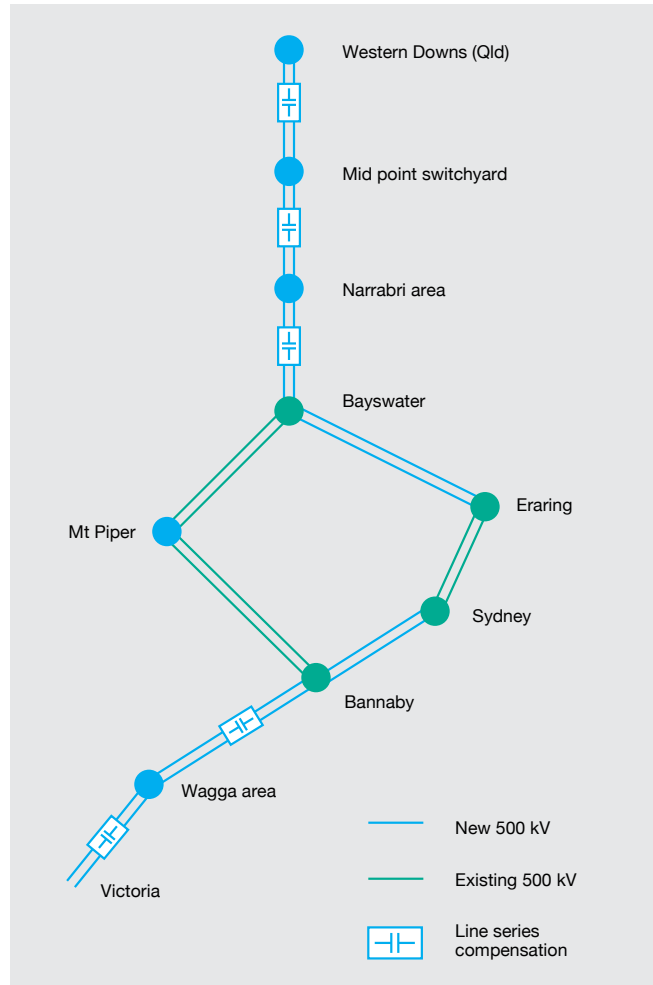 Western Downs (Qld)
Mid point switchyard
Narrabri area
Bayswater
Eraring
Mt Piper
Sydney
Bannaby
Wagga area
Victoria
New 500 kV
Existing 500 kV
Line series
compensation